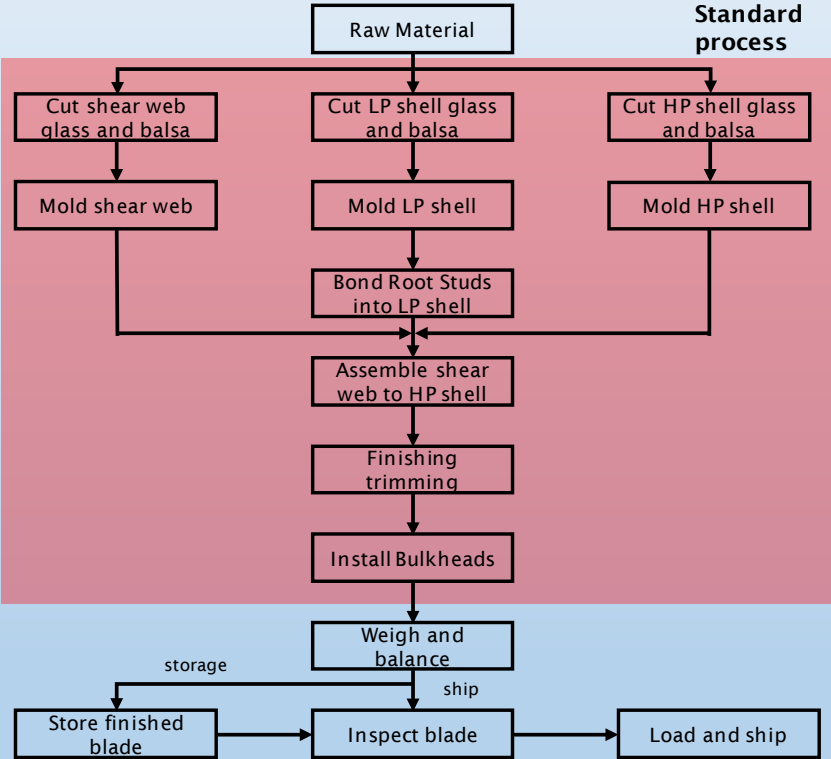 Standard
process
Raw Material
Cut shear web
glass and balsa
Cut LP shell glass
and balsa
Cut HP shell glass
and balsa
Mold shear web
Mold LP shell
Mold HP shell
Bond Root Studs
into LP shell
Assemble shear
web to HP shell
Finishing
trimming
Install Bulkheads
Weigh and
balance
storage
ship
Store finished
blade
Inspect blade
Load and ship